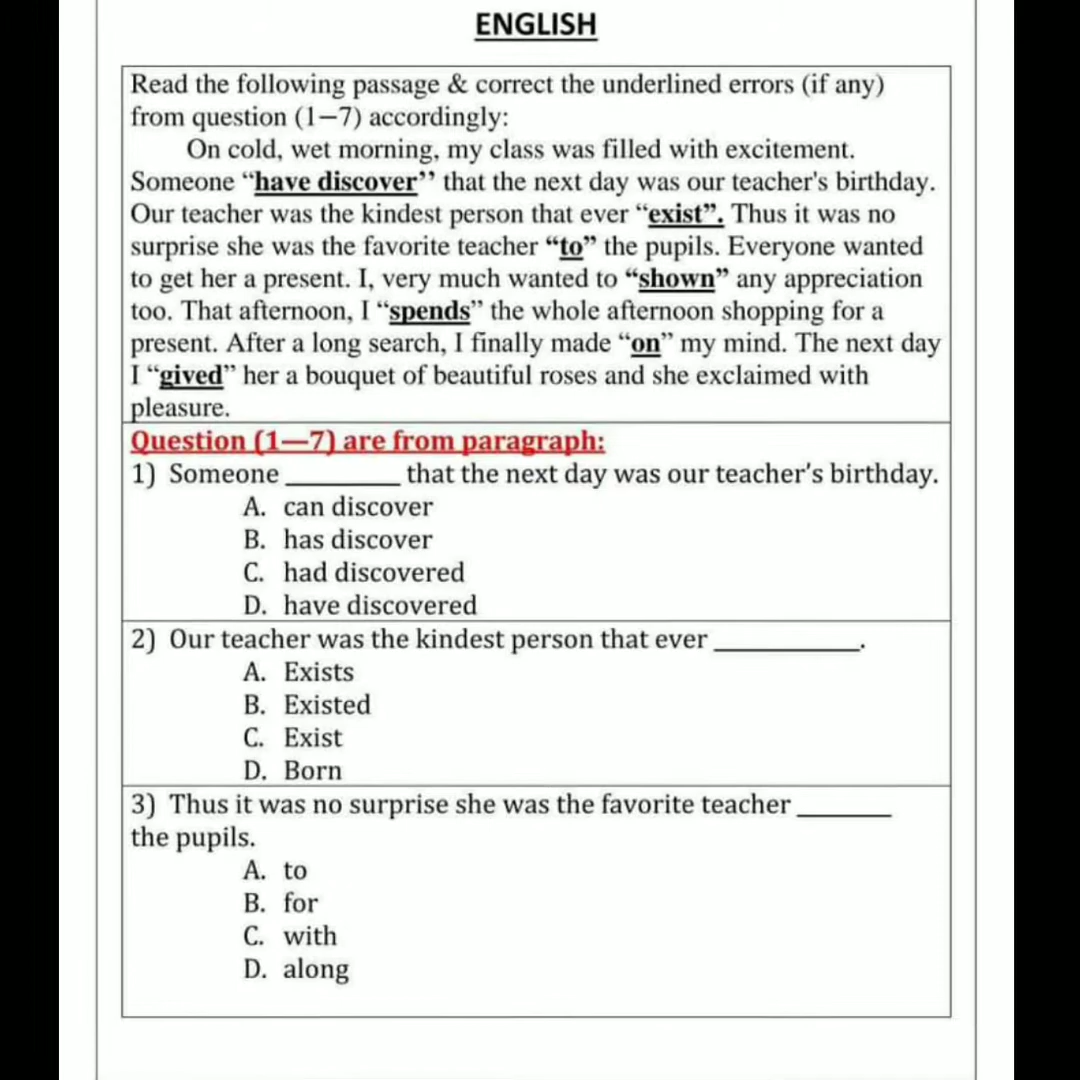 ENGLISH
Read the following passage & correct the underlined errors (if any)
from question (1—7) accordingly:
On cold, wet morning, my class was filled with excitement.
Someone “have discover’’ that the next day was our teacher's birthday.
Our teacher was the kindest person that ever “exist”. Thus it was no
surprise she was the favorite teacher “to” the pupils. Everyone wanted
to get her a present. I, very much wanted to “shown” any appreciation
too. That afternoon, I “spends” the whole afternoon shopping for a
present. After a long search, I finally made “on” my mind. The next day
I “gived” her a bouquet of beautiful roses and she exclaimed with
pleasure.
Question (1—7) are from paragraph:
1) Someone ________ that the next day was our teacher's birthday.
A. can discover
B. has discover
C. had discovered
D. have discovered
2) Our teacher was the kindest person that ever __________.
A. Exists
B. Existed
C. Exist
D. Born
3) Thus it was no surprise she was the favorite teacher _______
the pupils.
A. to
B. for
C. with
D. along